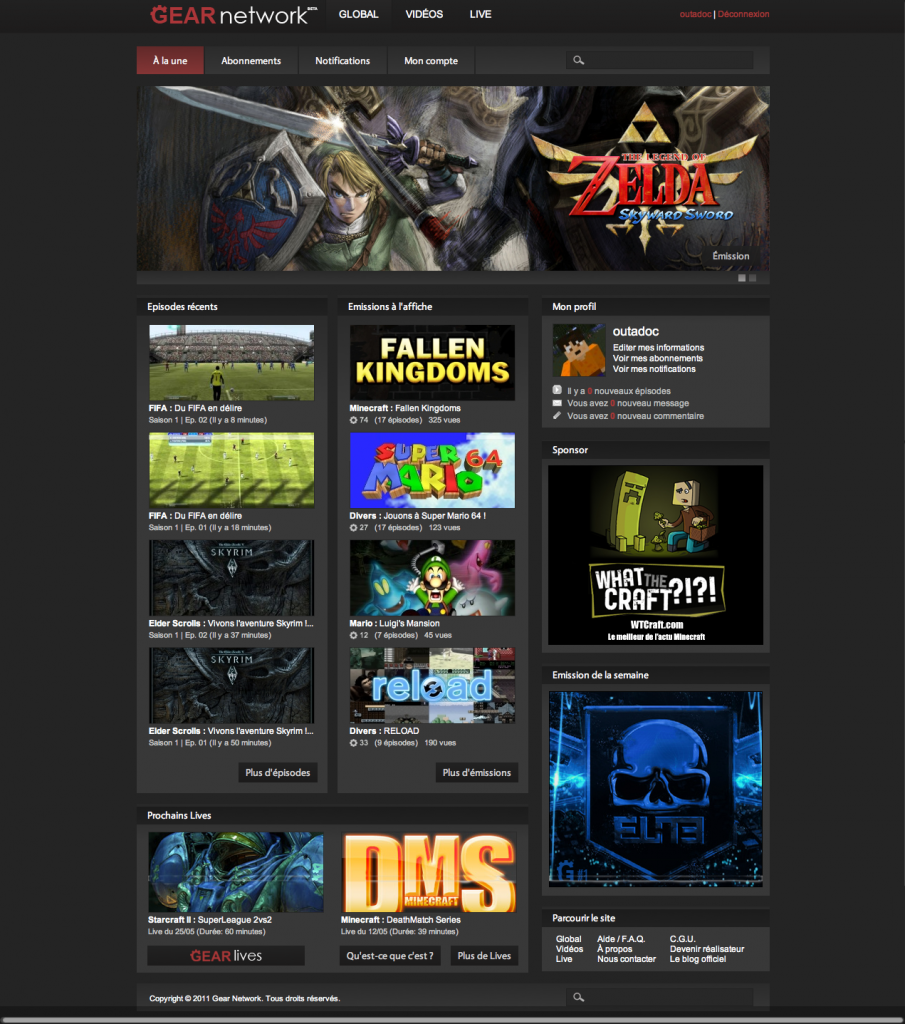 GEAR network BETA
GLOBAL VIDÉOS LIVE
outadoc | Déconnexion
À la une Abonnements Notifications Mon compte
THE LEGEND OF
ZELDA
SKYWARD SWORD
Émission
Episodes récents
FIFA : Du FIFA en délire
Saison 1 | Ep. 02 (Il y a 8 minutes)
FIFA : Du FIFA en délire
Saison 1 | Ep. 01 (Il y a 18 minutes)
SKYRIM
Elder Scrolls : Vivons l'aventure Skyrim !...
Saison 1 | Ep. 02 (Il y a 37 minutes)
SKYRIM
Elder Scrolls : Vivons l'aventure Skyrim !...
Saison 1 | Ep. 01 (Il y a 50 minutes)
Plus d'épisodes
Emissions à l'affiche
FALLEN
KINGDOMS
Minecraft : Fallen Kingdoms
74 (17 épisodes) 325 vues
SUPER
MARIO 64
Divers : Jouons à Super Mario 64 !
27 (17 épisodes) 123 vues
Mario : Luigi's Mansion
12 (7 épisodes) 45 vues
reload
Divers : RELOAD
33 (9 épisodes) 190 vues
Plus d'émissions
Mon profil
outadoc
Editer mes informations
Voir mes abonnements
Voir mes notifications
Il y a 0 nouveaux épisodes
Vous avez 0 nouveau message
Vous avez 0 nouveau commentaire
Sponsor
WHAT THE
CRAFT?!?!
WTCraft.com
Le meilleur de l'actu Minecraft
Emission de la semaine
ELITE
Prochains Lives
Starcraft II : SuperLeague 2vs2
Live du 25/05 (Durée: 60 minutes)
GEAR lives
DMS
MINECRAFT
Minecraft : DeathMatch Series
Live du 12/05 (Durée: 39 minutes)
Qu'est-ce que c'est ? Plus de Lives
Parcourir le site
Global Aide / F.A.Q. C.G.U.
Vidéos À propos Devenir réalisateur
Live Nous contacter Le blog officiel
Copyright © 2011 Gear Network. Tous droits réservés.